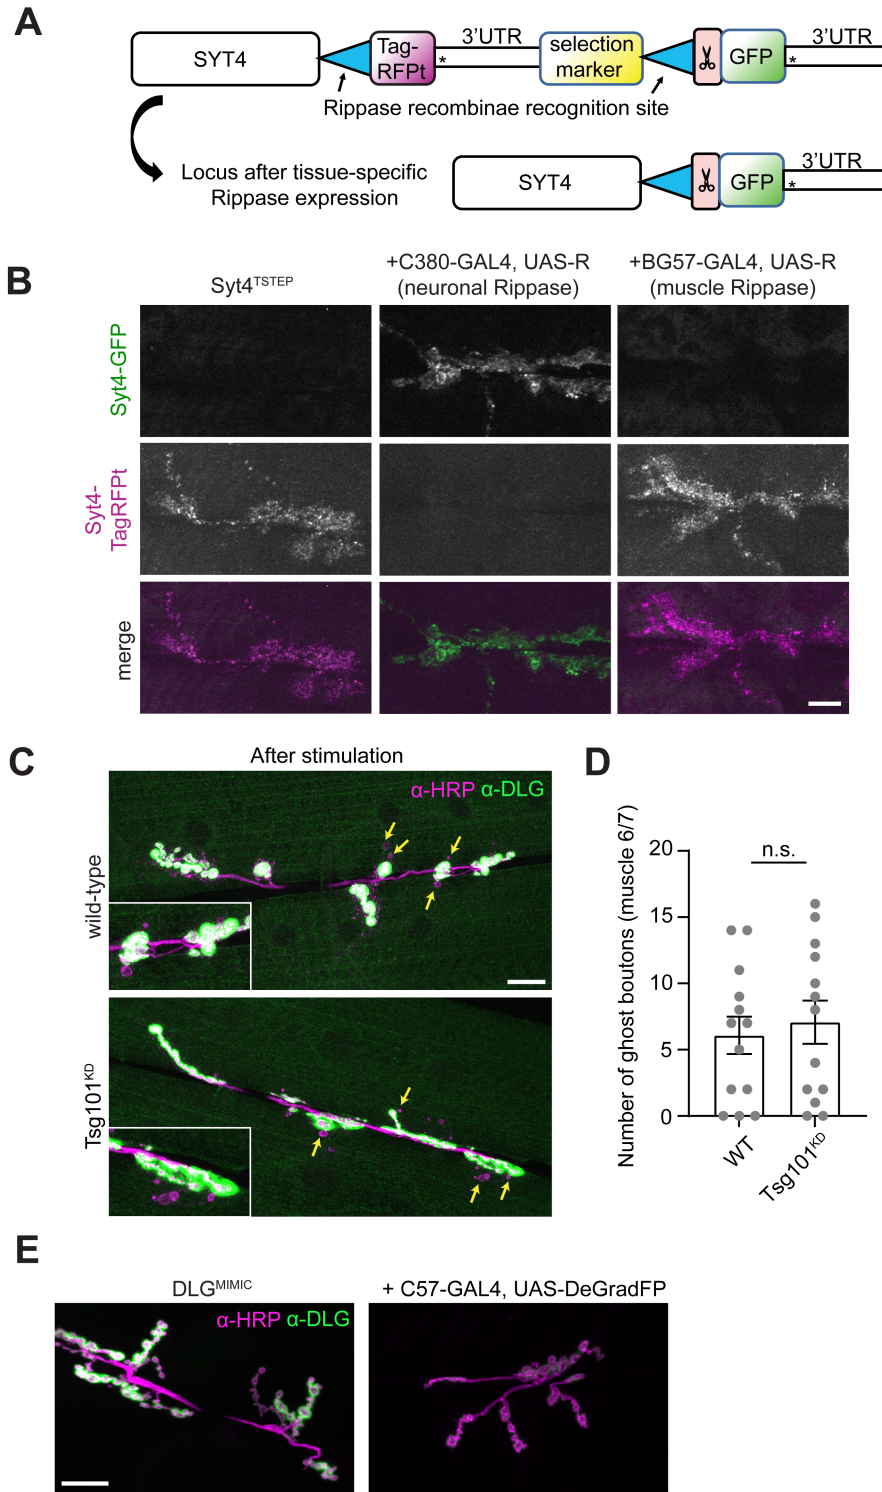 A
SYT4
Tag-
RFPt
3’UTR
*
selection
marker
GFP
3’UTR
*
Rippase recombinae recognition site
Locus after tissue-specific
Rippase expression
SYT4
GFP
3’UTR
*
B
Syt4TSTEP
+C380-GAL4, UAS-R
(neuronal Rippase)
+BG57-GAL4, UAS-R
(muscle Rippase)
Syt4-GFP
Syt4-
TagRFPt
merge
C
After stimulation
α-HRP α-DLG
wild-type
Tsg101KD
D
Number of ghost boutons (muscle 6/7)
20
15
10
5
0
n.s.
WT
Tsg101KD
E
DLGMIMIC
+ C57-GAL4, UAS-DeGradFP
α-HRP α-DLG